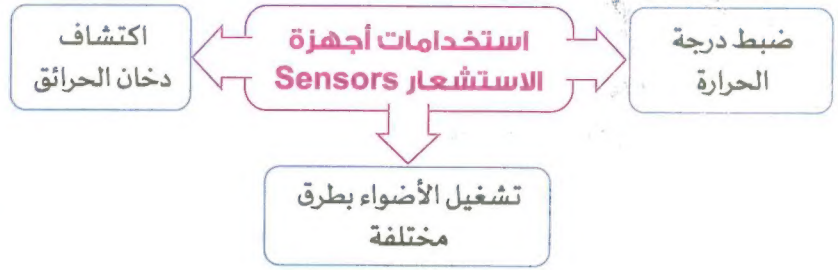 استخدامات أجهزة
الاستشعار Sensors
ضبط درجة
الحرارة
اكتشاف
دخان الحرائق
تشغيل الأضواء بطرق
مختلفة